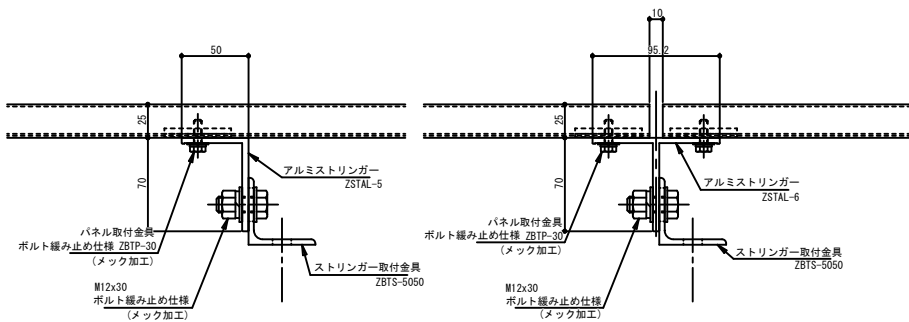 50
25
70
アルミストリンガー
ZSTAL-5
パネル取付金具
ボルト緩み止め仕様 ZBTP-30
(メック加工)
ストリンガー取付金具
ZBTS-5050
M12x30
ボルト緩み止め仕様
(メック加工)
10
95.2
25
70
アルミストリンガー
ZSTAL-6
パネル取付金具
ボルト緩み止め仕様 ZBTP-30
(メック加工)
ストリンガー取付金具
ZBTS-5050
M12x30
ボルト緩み止め仕様
(メック加工)